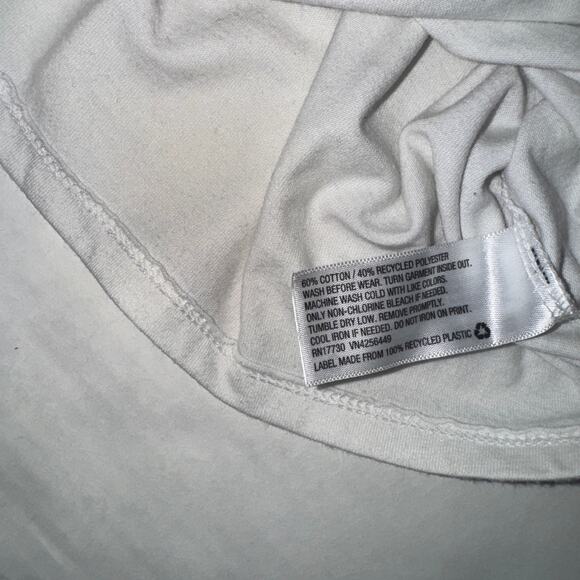 60% COTTON / 40% RECYCLED POLYESTER
WASH BEFORE WEAR. TURN GARMENT INSIDE OUT.
MACHINE WASH COLD WITH LIKE COLORS.
ONLY NON-CHLORINE BLEACH IF NEEDED.
TUMBLE DRY LOW. REMOVE PROMPTLY.
COOL IRON IF NEEDED. DO NOT IRON ON PRINT.
RN17730 VN4256449
LABEL MADE FROM 100% RECYCLED PLASTIC